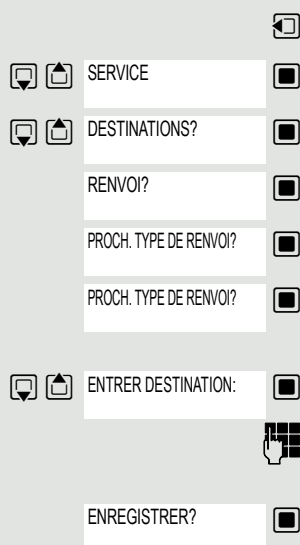 SERVICE
DESTINATIONS?
RENVOI?
PROCH. TYPE DE RENVOI?
PROCH. TYPE DE RENVOI?
ENTRER DESTINATION:
ENREGISTRER?